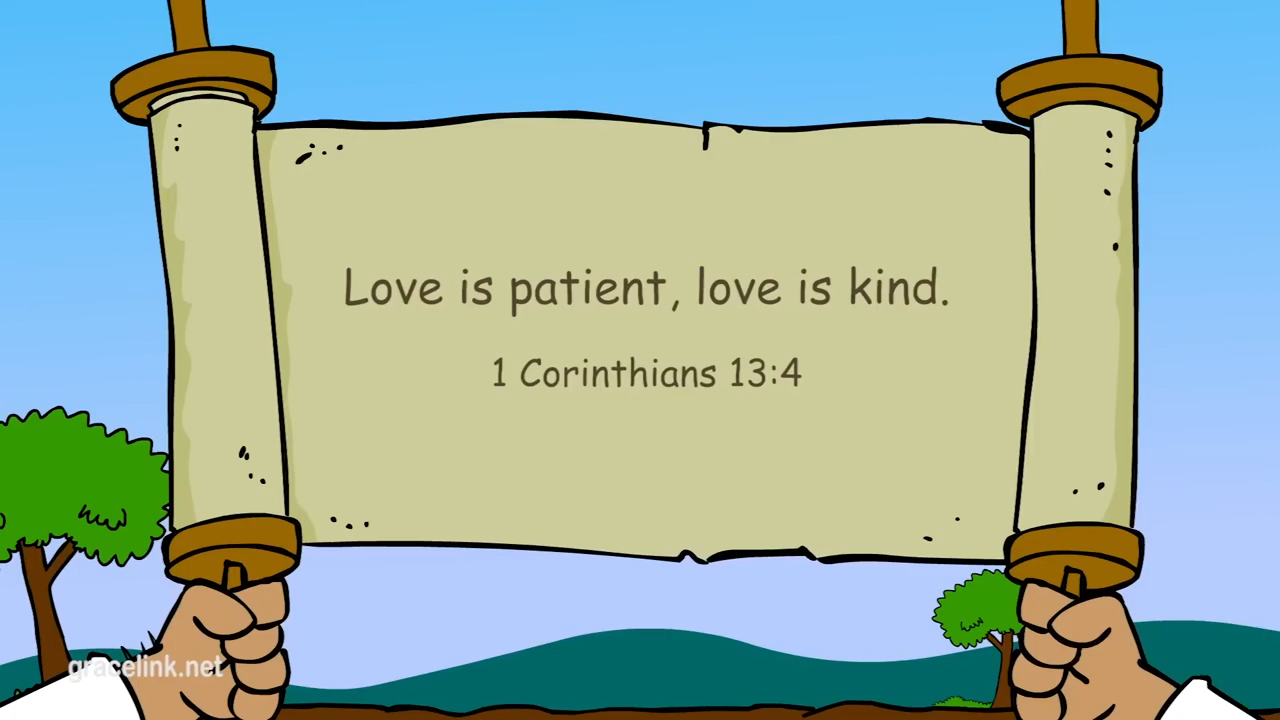 Love is patient, love is kind.
1 Corinthians 13:4
gracelink.net